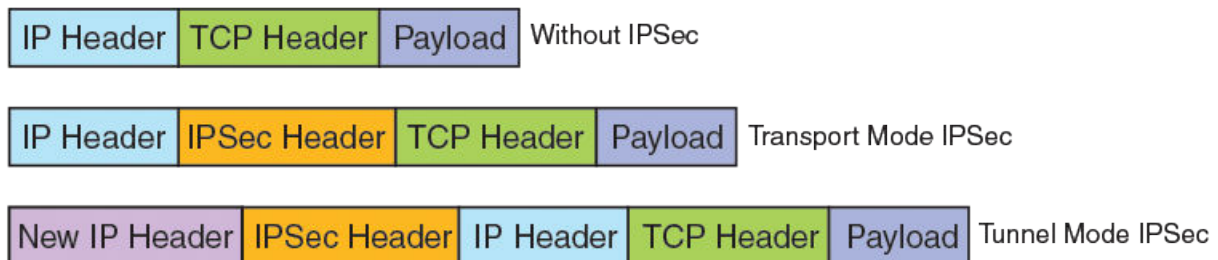 IP Header TCP Header Payload Without IPSec
IP Header IPSec Header TCP Header Payload Transport Mode IPSec
New IP Header IPSec Header IP Header TCP Header Payload Tunnel Mode IPSec